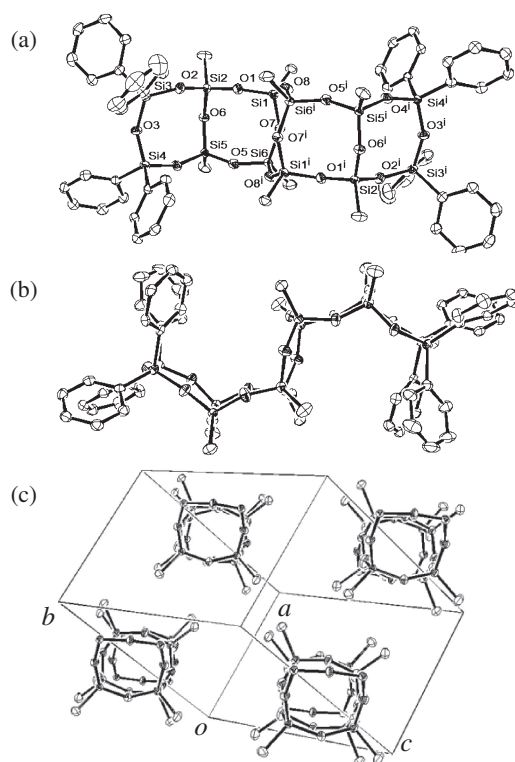 (a)
Si3 O2 Si2 O1 Si1 O8 Si6i O5i Si5i O4i Si4i
O3 O6 O7 O7i O6i O3i
Si4 Si5 O5 Si6 O8i Si1i O1i Si2i O2i Si3i
(b)
(c)
b
a
o
c